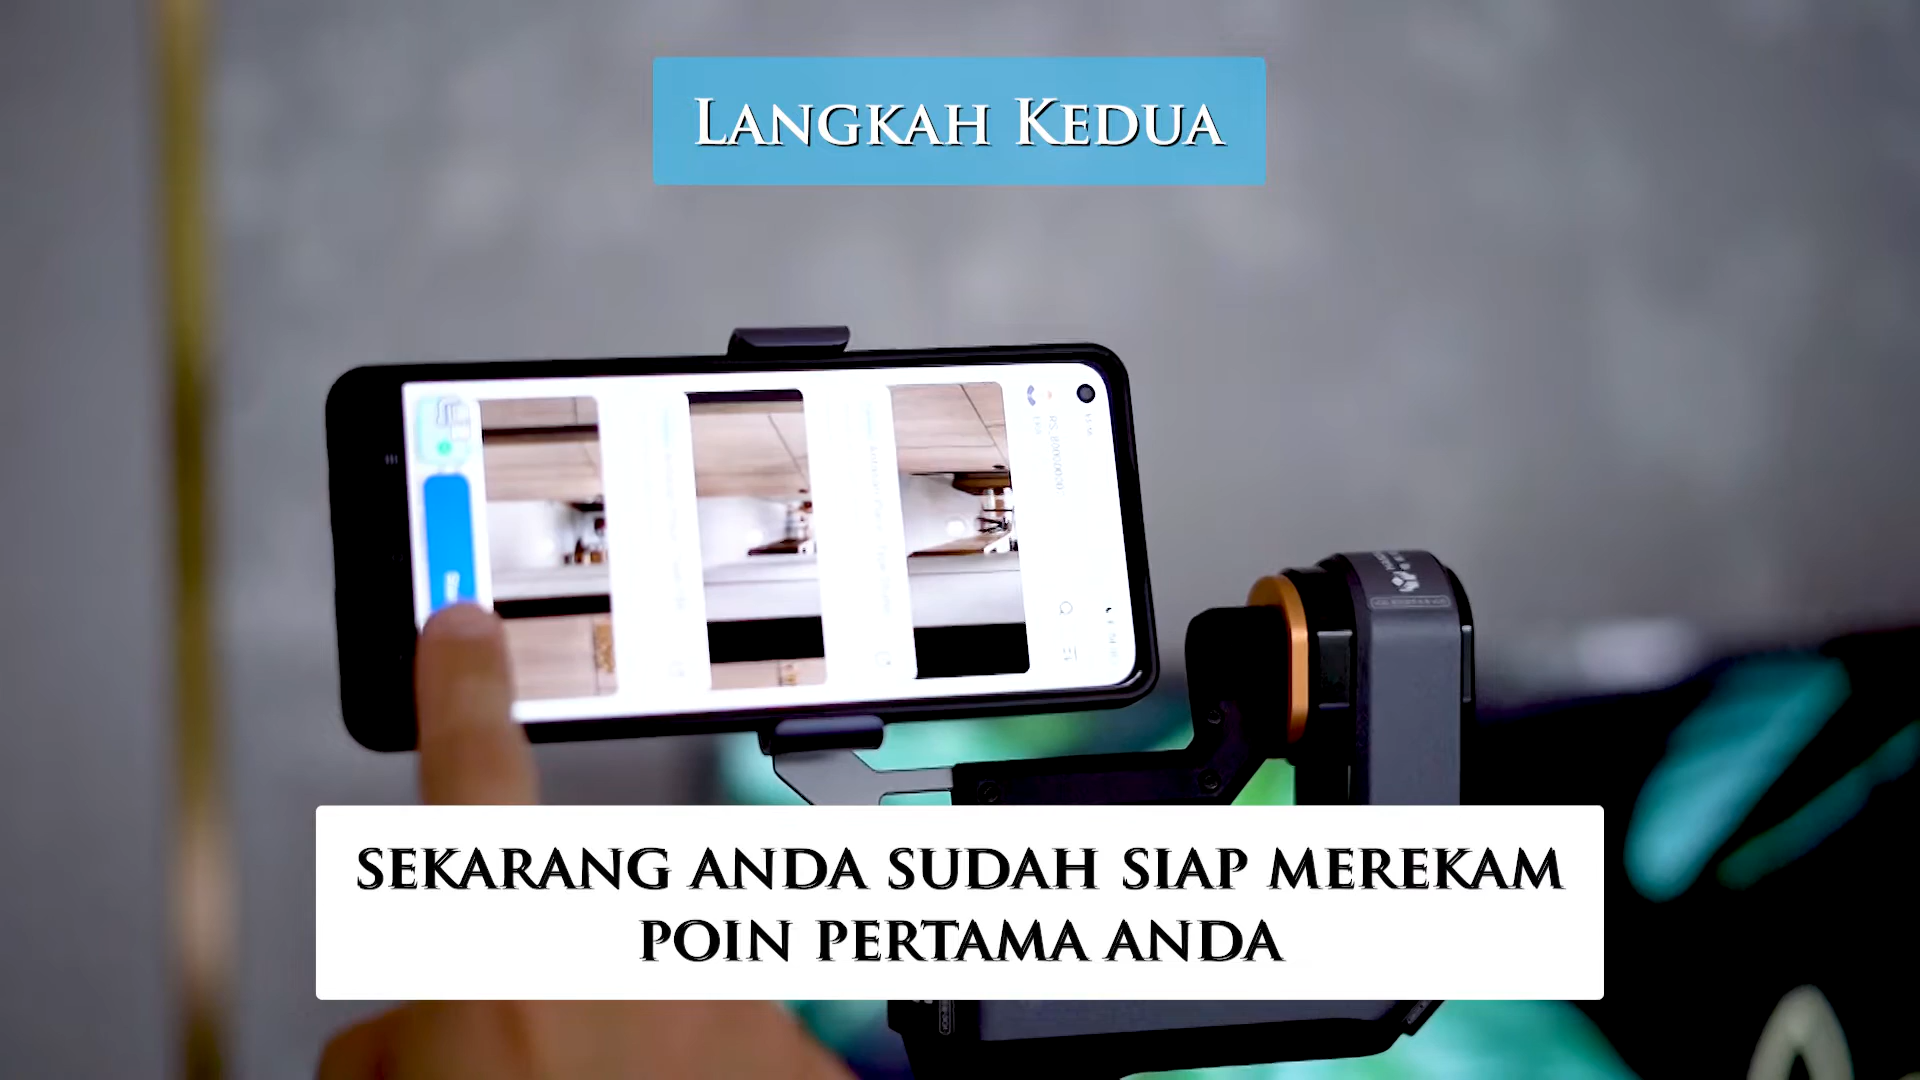 LANGKAH KEDUA
SEKARANG ANDA SUDAH SIAP MEREKAM
POIN PERTAMA ANDA